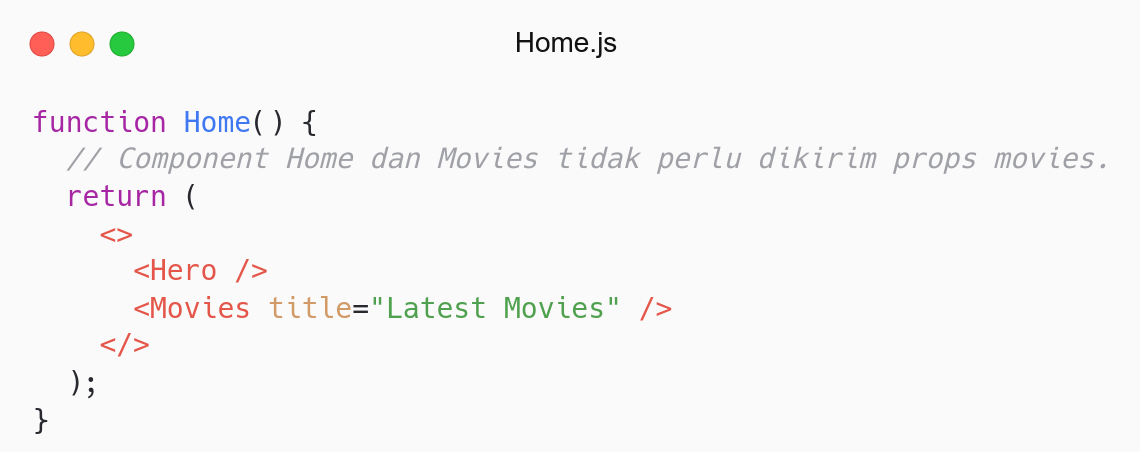 Home.js
function Home() {
  // Component Home dan Movies tidak perlu dikirim props movies.
  return (
    <>
      <Hero />
      <Movies title="Latest Movies" />
    </>
  );
}